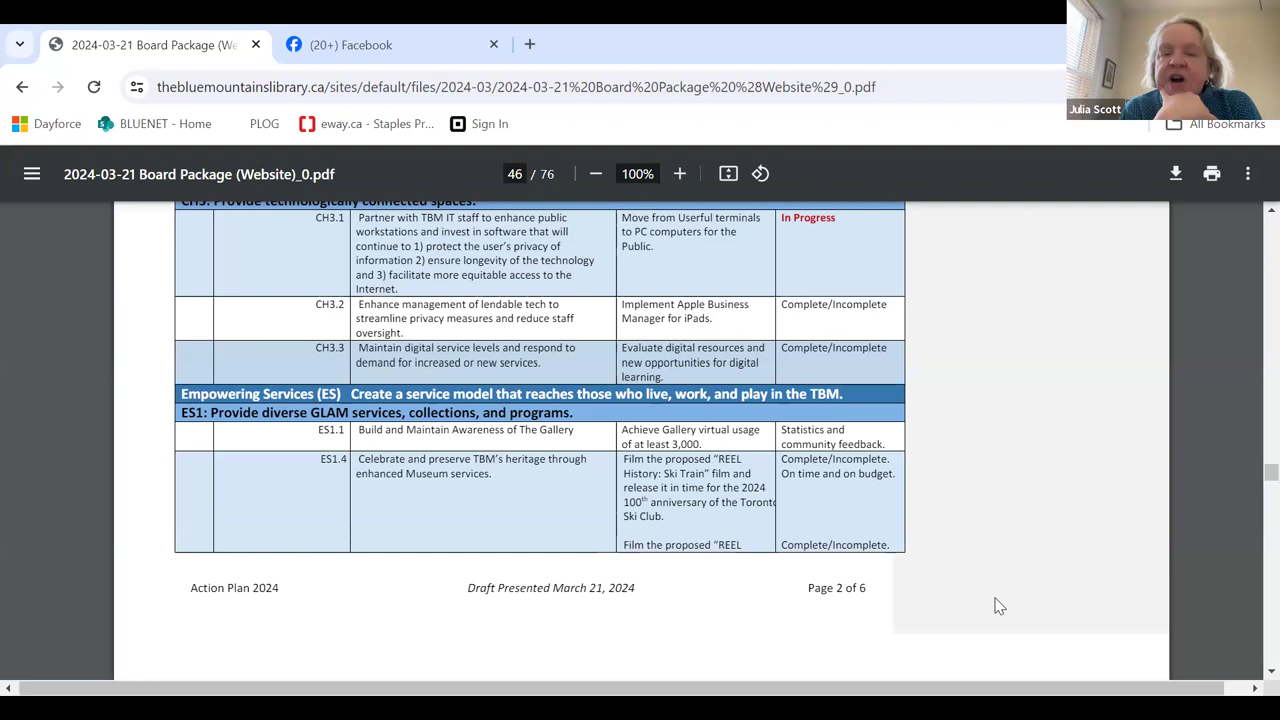 2024-03-21 Board Package (We
(20+) Facebook
thebluemountainslibrary.ca/sites/default/files/2024-03/2024-03-21%20Board%20Package%20%28Website%29_0.pdf
Julia Scott
Dayforce
BLUENET - Home
PLOG
eway.ca - Staples Pr...
Sign In
All Bookmarks
2024-03-21 Board Package (Website)_0.pdf
46 / 76
100%
CH3: Provide technologically connected spaces.
CH3.1
Partner with TBM IT staff to enhance public
workstations and invest in software that will
continue to 1) protect the user's privacy of
information 2) ensure longevity of the technology
and 3) facilitate more equitable access to the
Internet.
Move from Userful terminals
to PC computers for the
Public.
In Progress
CH3.2
Enhance management of lendable tech to
streamline privacy measures and reduce staff
oversight.
Implement Apple Business
Manager for iPads.
Complete/Incomplete
CH3.3
Maintain digital service levels and respond to
demand for increased or new services.
Evaluate digital resources and
new opportunities for digital
learning.
Complete/Incomplete
Empowering Services (ES) Create a service model that reaches those who live, work, and play in the TBM.
ES1: Provide diverse GLAM services, collections, and programs.
ES1.1
Build and Maintain Awareness of The Gallery
Achieve Gallery virtual usage
of at least 3,000.
Statistics and
community feedback.
ES1.4
Celebrate and preserve TBM's heritage through
enhanced Museum services.
Film the proposed "REEL
History: Ski Train" film and
release it in time for the 2024
100th anniversary of the Toronto
Ski Club.
Film the proposed "REEL
Complete/Incomplete.
On time and on budget.
Complete/Incomplete.
Action Plan 2024
Draft Presented March 21, 2024
Page 2 of 6